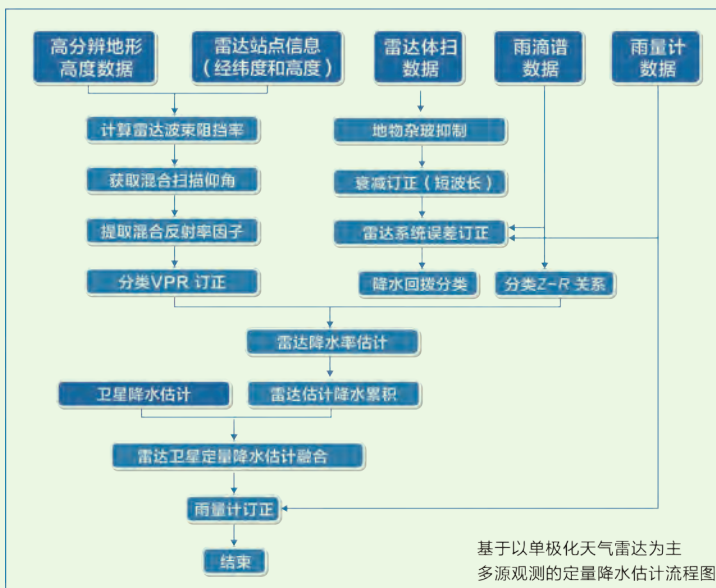 高分辨地形
高度数据
雷达站点信息
（经纬度和高度）
雷达体扫
数据
雨滴谱
数据
雨量计
数据
计算雷达波束阻挡率
地物杂玻抑制
获取混合扫描仰角
衰减订正（短波长）
提取混合反射率因子
雷达系统误差订正
分类VPR 订正
降水回拨分类
分类Z-R 关系
雷达降水率估计
卫星降水估计
雷达估计降水累积
雷达卫星定量降水估计融合
雨量计订正
结束
基于以单极化天气雷达为主
多源观测的定量降水估计流程图